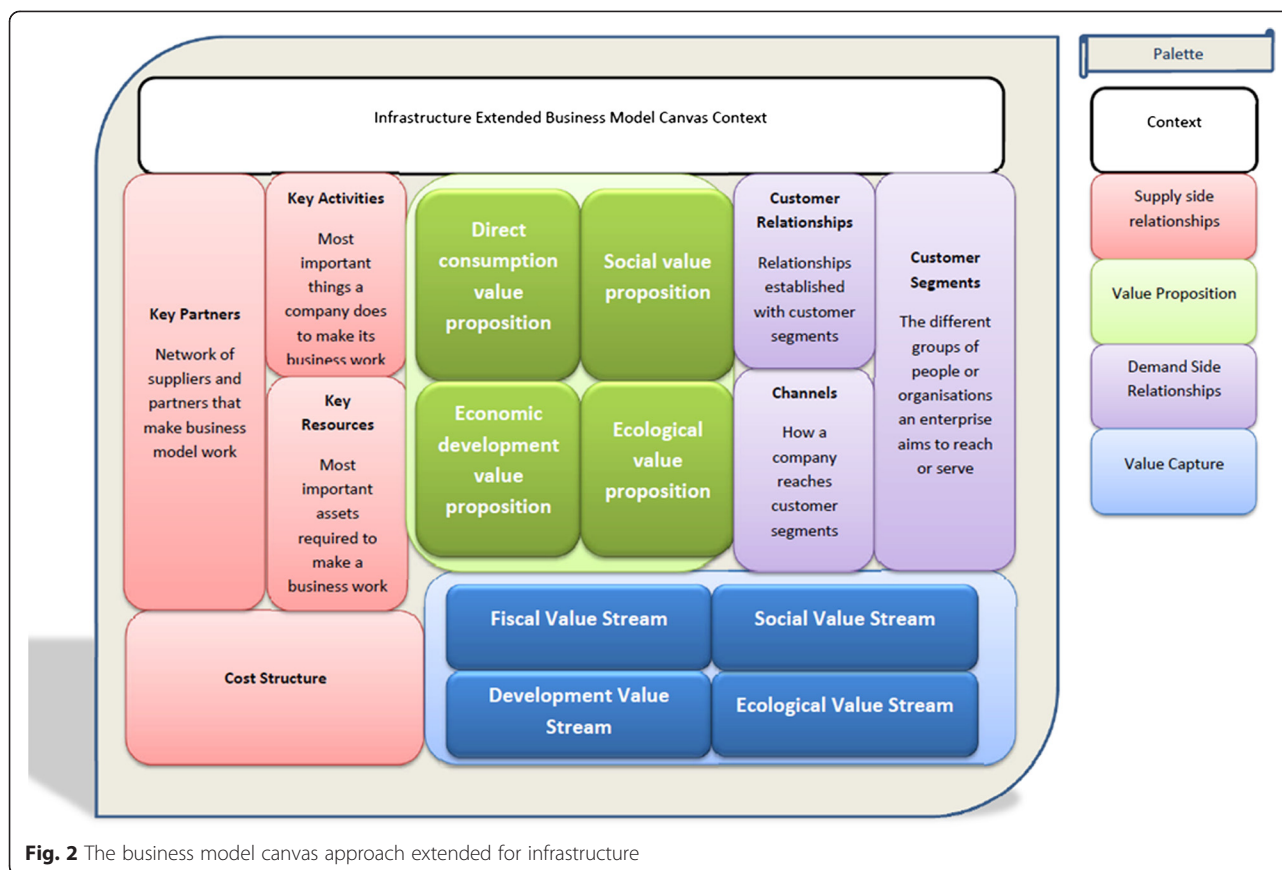 Infrastructure Extended Business Model Canvas Context
Key Partners
Network of
suppliers and
partners that
make business
model work
Key Activities
Most
important
things a
company does
to make its
business work
Key
Resources
Most
important
assets
required to
make a
business work
Direct
consumption
value
proposition
Social value
proposition
Economic
development
value
proposition
Ecological
value
proposition
Customer
Relationships
Relationships
established
with customer
segments
Channels
How a
company
reaches
customer
segments
Customer
Segments
The different
groups of
people or
organisations
an enterprise
aims to reach
or serve
Cost Structure
Fiscal Value Stream
Social Value Stream
Development Value
Stream
Ecological Value Stream
Palette
Context
Supply side
relationships
Value Proposition
Demand Side
Relationships
Value Capture
Fig. 2 The business model canvas approach extended for infrastructure